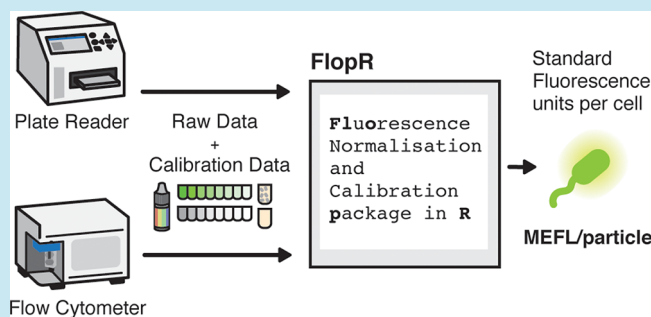 Plate Reader
Raw Data
+
Calibration Data
Flow Cytometer
FlopR
Fluorescence
Normalisation
and
Calibration
package in R
Standard
Fluorescence
units per cell
MEFL/particle